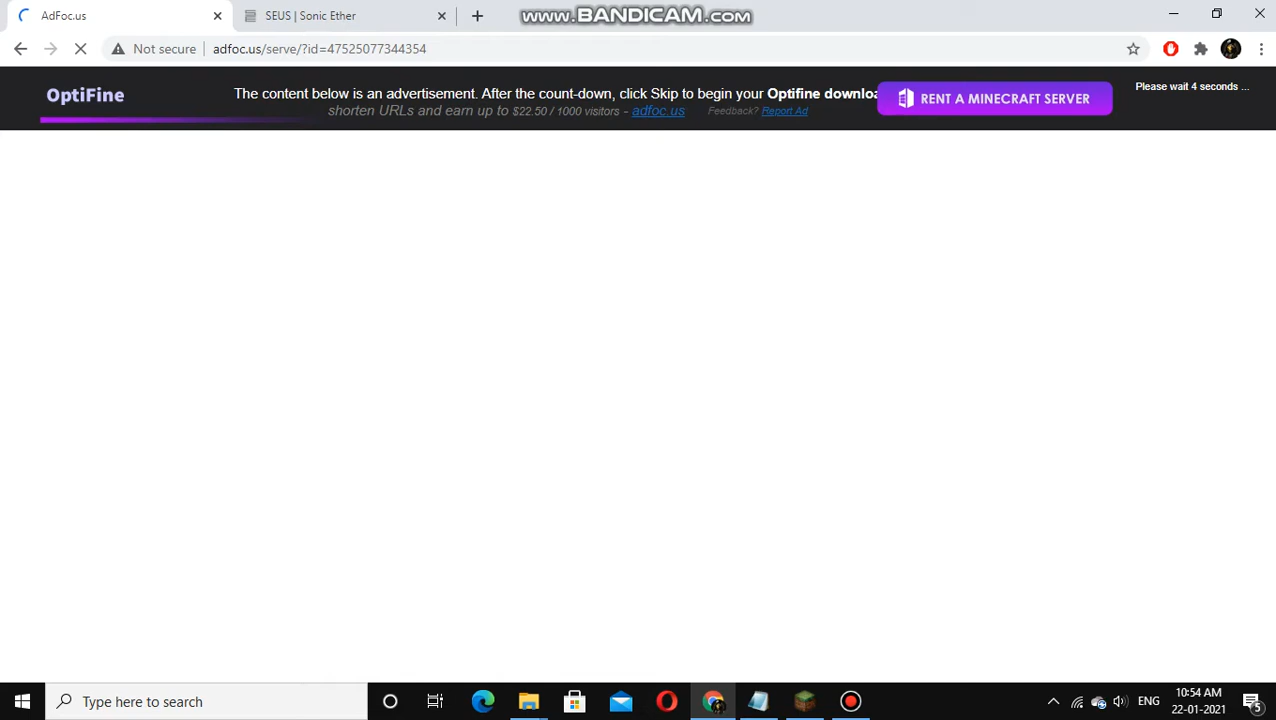 AdFoc.us
SEUS | Sonic Ether
www.BANDICAM.com
Not secure
adfoc.us/serve/?id=47525077344354
OptiFine
The content below is an advertisement. After the count-down, click Skip to begin your Optifine downloa
shorten URLs and earn up to $22.50 / 1000 visitors - adfoc.us
Feedback? Report Ad
RENT A MINECRAFT SERVER
Please wait 4 seconds ...
Type here to search
ENG
10:54 AM
22-01-2021
5